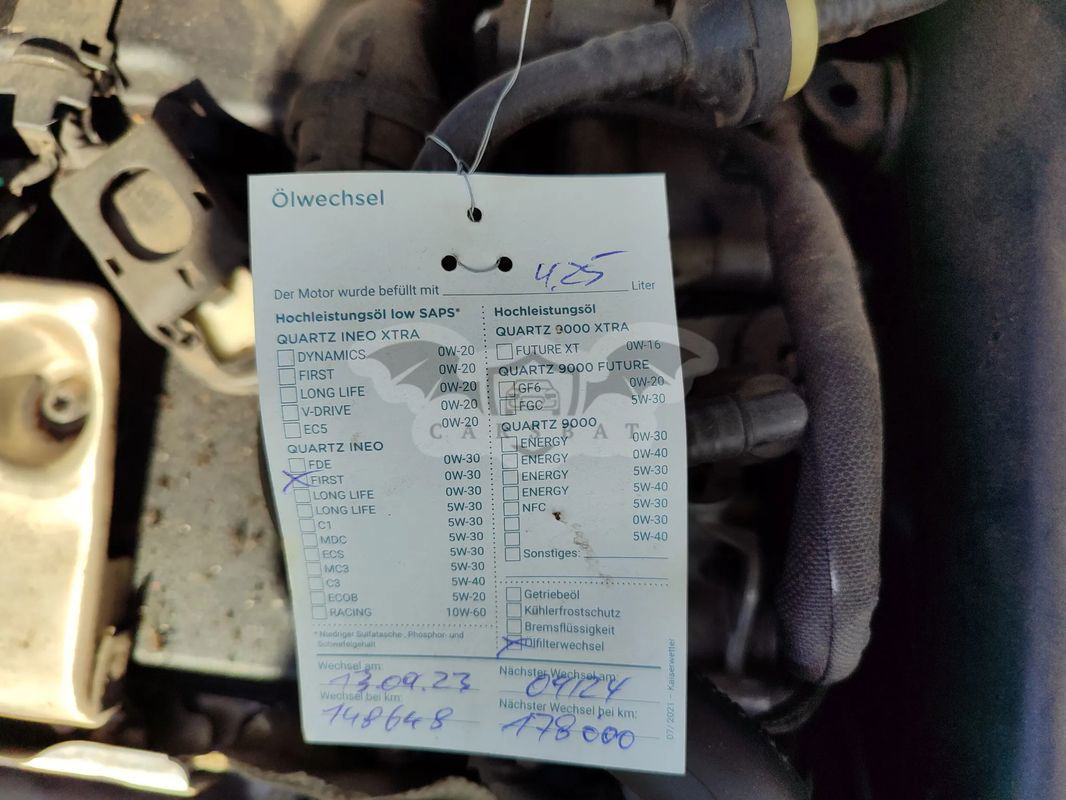 Ölwechsel
4,25
Der Motor wurde befüllt mit Liter
Hochleistungsöl low SAPS*
QUARTZ INEO XTRA
DYNAMICS 0W-20
FIRST 0W-20
LONG LIFE 0W-20
V-DRIVE 0W-20
EC5 0W-20
QUARTZ INEO
FDE 0W-30
FIRST 0W-30
LONG LIFE 0W-30
LONG LIFE 5W-30
C1 5W-30
MDC 5W-30
ECS 5W-30
MC3 5W-30
C3 5W-40
ECOB 5W-20
RACING 10W-60
* Niedriger Sulfatasche-, Phosphor- und
Schwefelgehalt
Hochleistungsöl
QUARTZ 9000 XTRA
FUTURE XT 0W-16
QUARTZ 9000 FUTURE
GF6 0W-20
FGC 5W-30
QUARTZ 9000
ENERGY 0W-30
ENERGY 0W-40
ENERGY 5W-30
ENERGY 5W-40
NFC 5W-30
0W-30
5W-40
Sonstiges:
Getriebeöl
Kühlerfrostschutz
Bremsflüssigkeit
Ölfilterwechsel
Wechsel am:
13.09.23
Wechsel bei km:
148648
Nächster Wechsel am:
09/24
Nächster Wechsel bei km:
178000
07/2021 – Kaiserwetter
CARSBAT